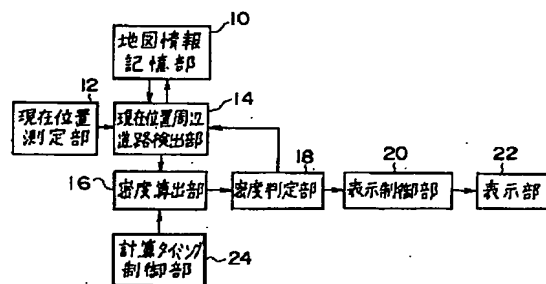 10
地図情報
記憶部
12
現在位置
測定部
14
現在位置周辺
道路検出部
16
密度算出部
18
密度判定部
20
表示制御部
22
表示部
計算タイミング
制御部
24